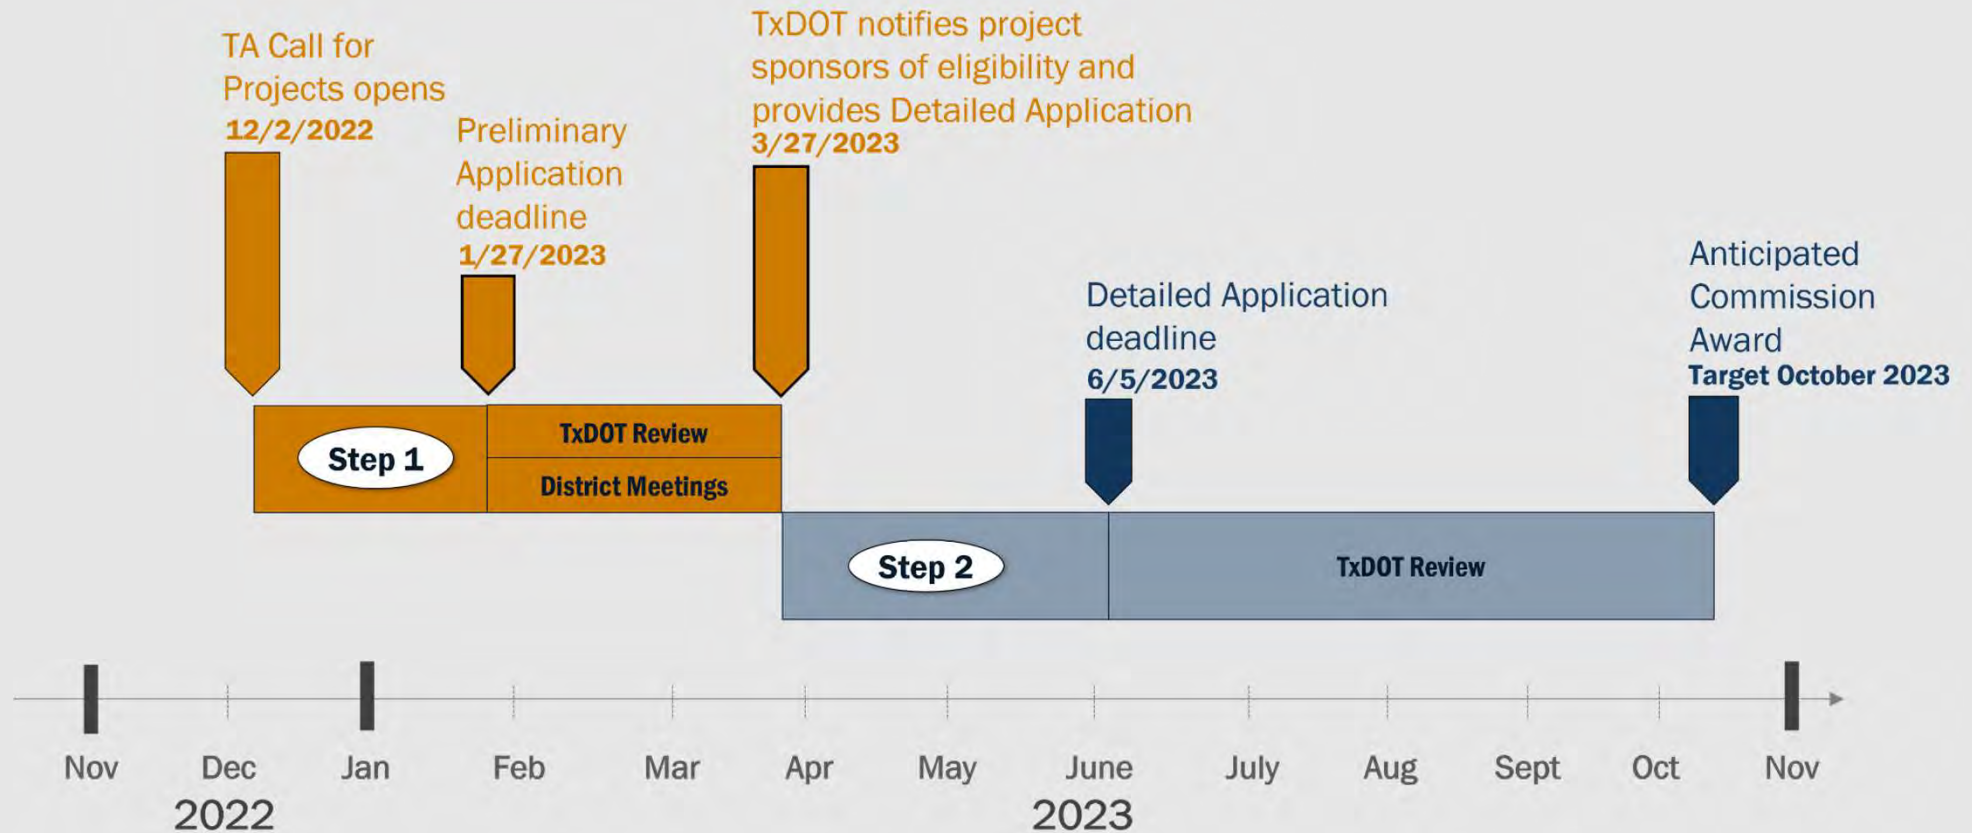 TA Call for
Projects opens
12/2/2022
Preliminary
Application
deadline
1/27/2023
TxDOT notifies project
sponsors of eligibility and
provides Detailed Application
3/27/2023
Detailed Application
deadline
6/5/2023
Anticipated
Commission
Award
Target October 2023
Step 1
TxDOT Review
District Meetings
Step 2
TxDOT Review
Nov Dec Jan Feb Mar Apr May June July Aug Sept Oct Nov
2022 2023